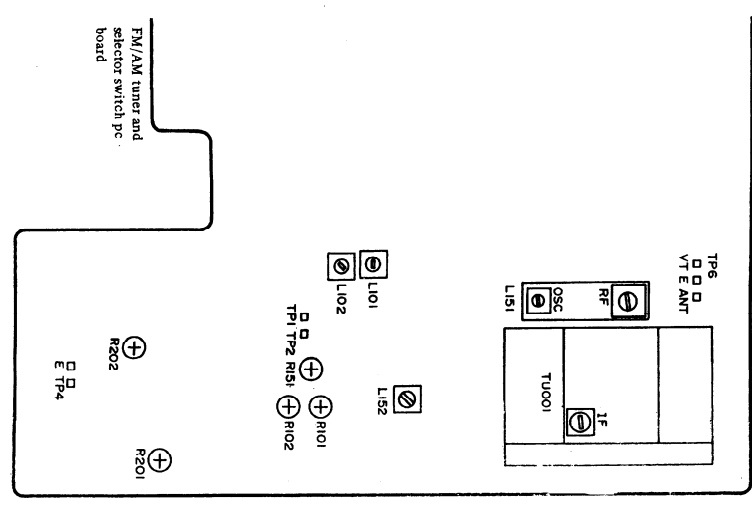 FM/AM tuner and
selector switch pc
board
TP6
VT E ANT
RF
OSC
L151
TU001
IF
L101
L102
TP1 TP2
R151
L152
R101
R102
R202
E TP4
R201